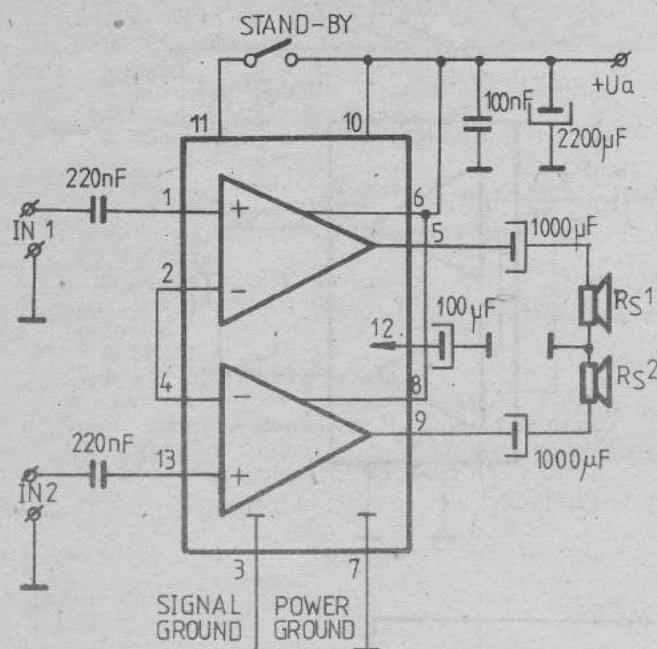 STAND-BY
+Ua
11
10
100nF
2200µF
220nF
1
6
5
1000µF
IN 1
+
2
-
12
100µF
RS1
4
-
8
9
RS2
220nF
13
1000µF
IN2
+
3
7
SIGNAL GROUND
POWER GROUND